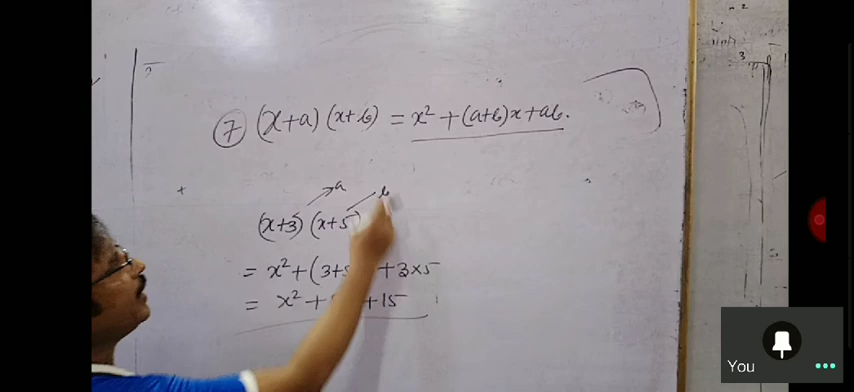 7 (x+a) (x+b) = x² + (a+b)x + ab.
a b
(x+3) (x+5)
= x² + (3+5 + 3×5
= x² + + 15
You